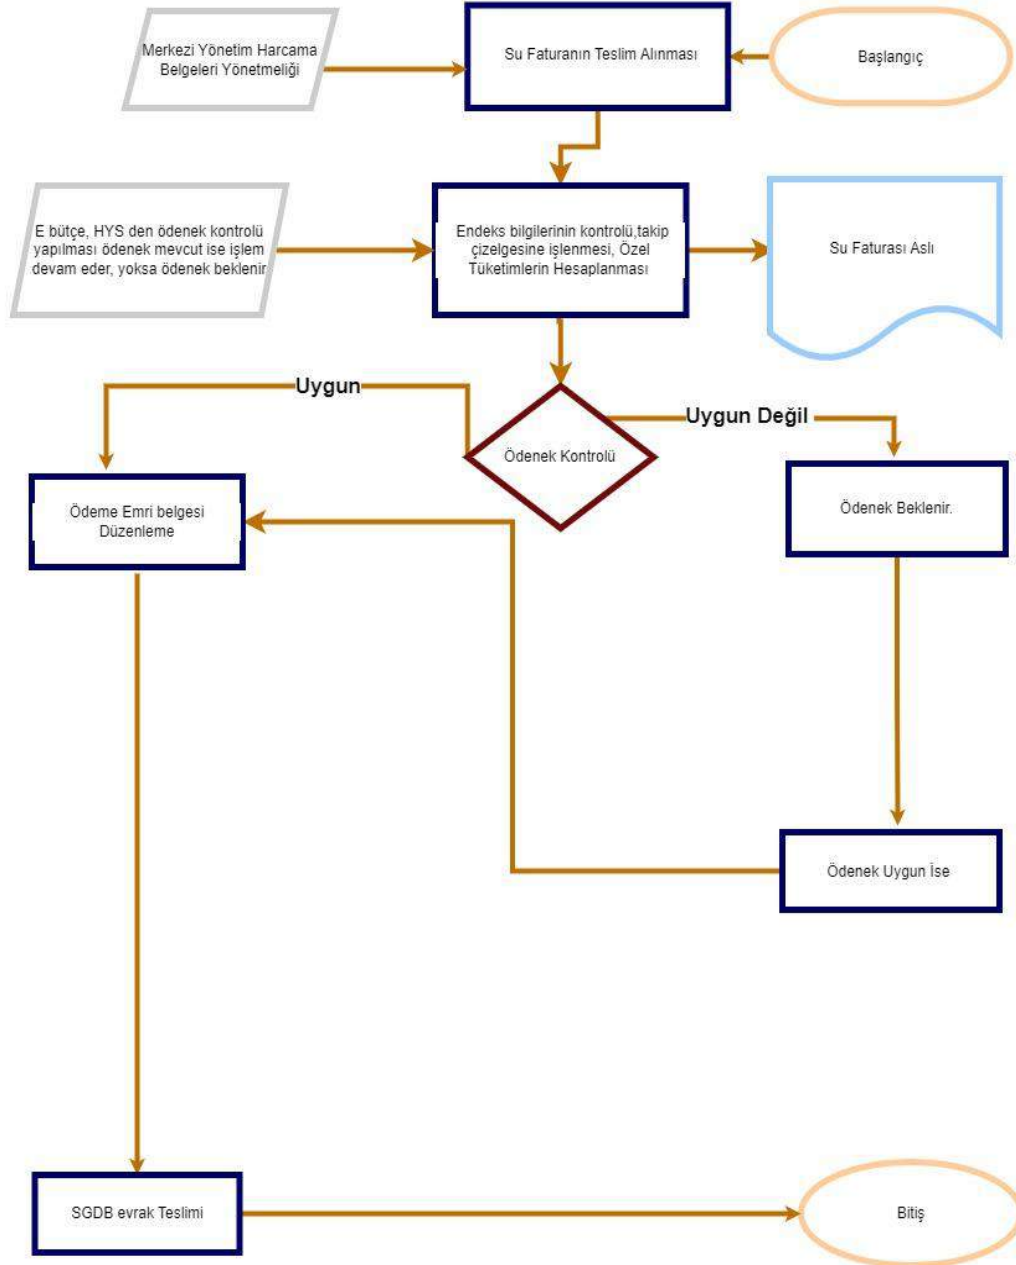 Merkezi Yönetim Harcama
Belgeleri Yönetmeliği
Su Faturanın Teslim Alınması
Başlangıç
E bütçe, HYS den ödenek kontrolü
yapılması ödenek mevcut ise işlem
devam eder, yoksa ödenek beklenir
Endeks bilgilerinin kontrolü,takip
çizelgesine işlenmesi, Özel
Tüketimlerin Hesaplanması
Su Faturası Aslı
Uygun
Uygun Değil
Ödenek Kontrolü
Ödeme Emri belgesi
Düzenleme
Ödenek Beklenir.
Ödenek Uygun İse
SGDB evrak Teslimi
Bitiş